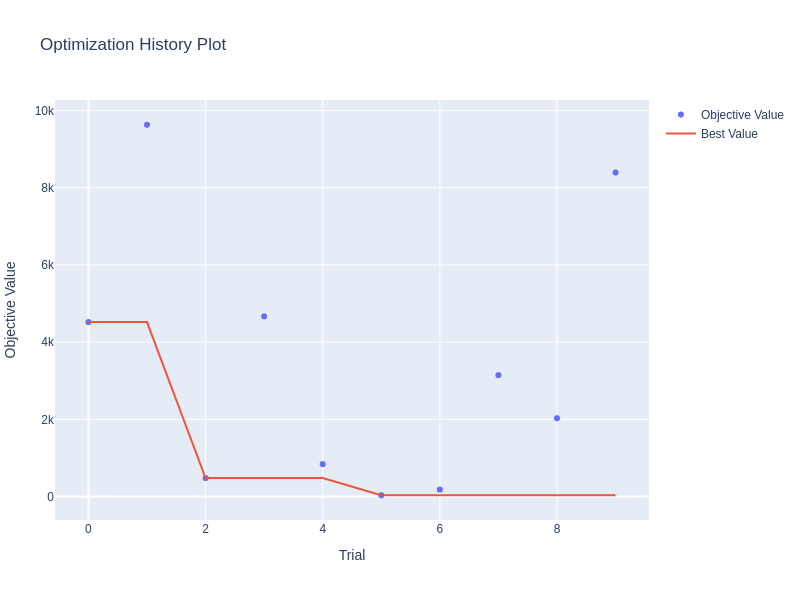 Optimization History Plot
Objective Value
Best Value
10k
8k
6k
4k
2k
0
Objective Value
0
2
4
6
8
Trial